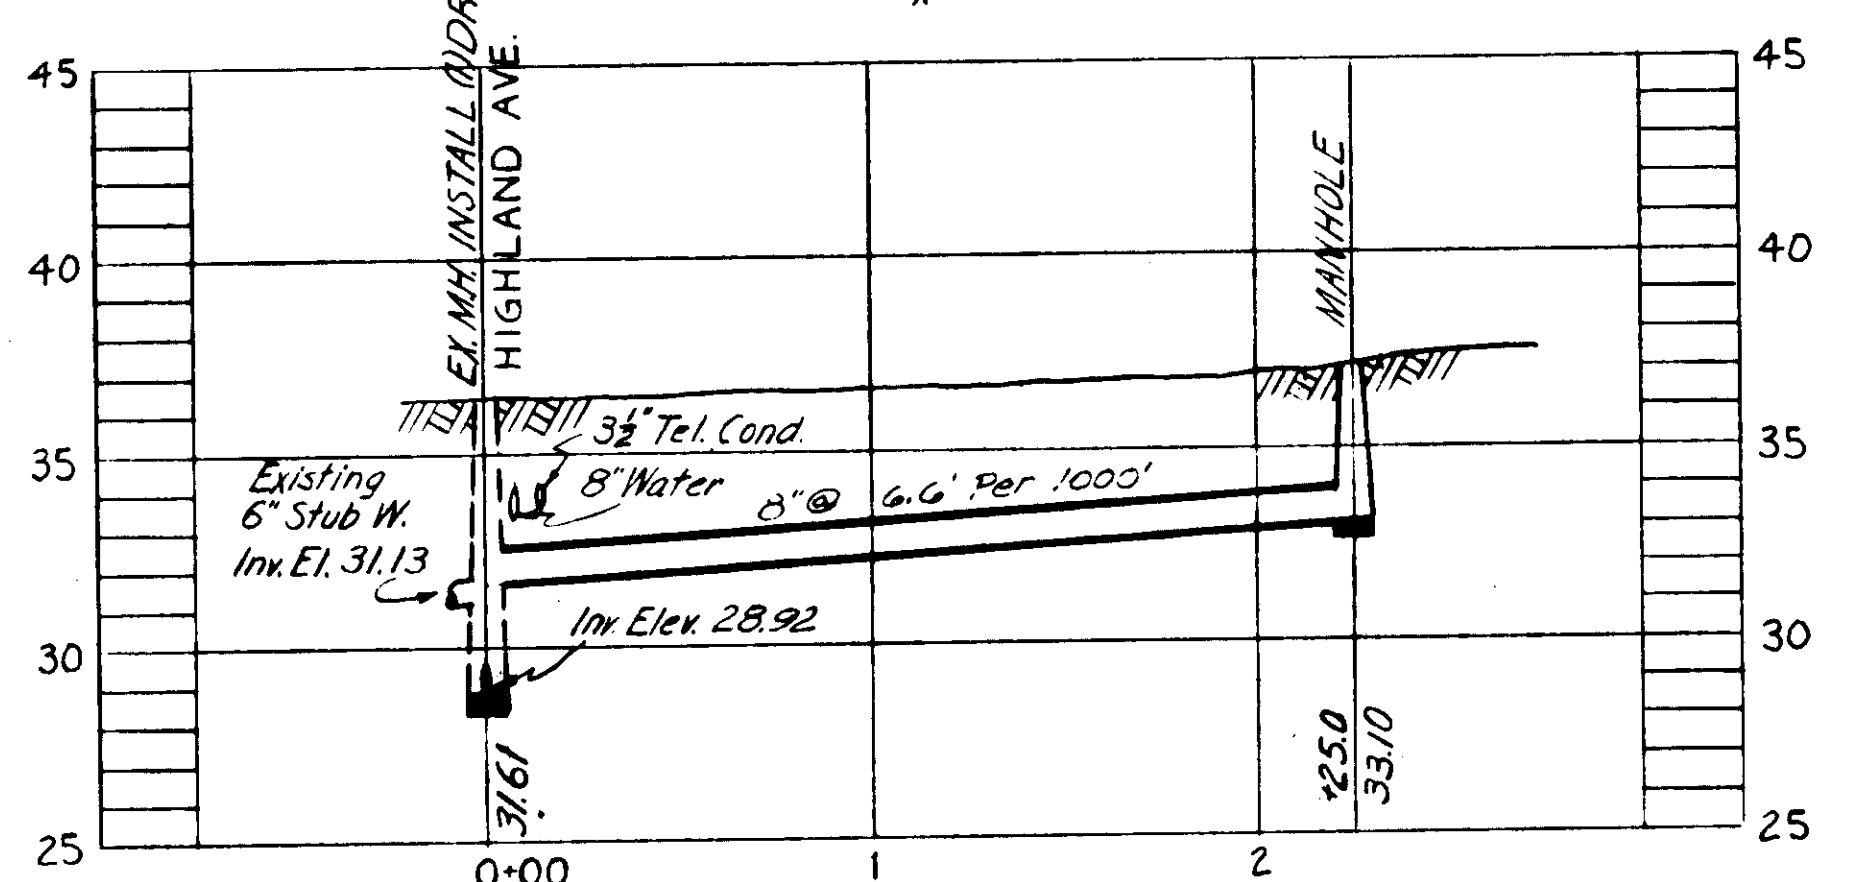 45
45
EX. MH. INSTALL (N)DR
HIGHLAND AVE.
MANHOLE
40
40
3½" Tel. Cond.
35
35
Existing
6" Stub W.
Inv. El. 31.13
8" Water
8" @ 6.6' Per 1000'
Inv. Elev. 28.92
30
30
31.61
+25.0
33.10
25
25
0+00
1
2